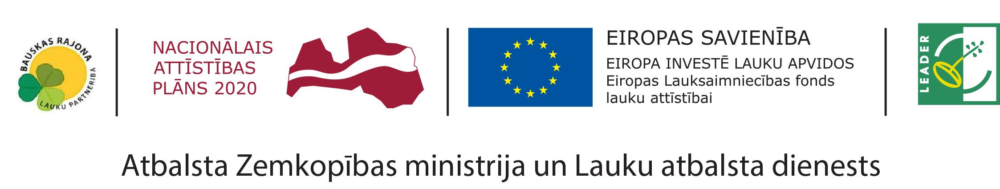 BAUSKAS RAJONA
LAUKU PARTNERIBA
NACIONĀLAIS
ATTĪSTĪBAS
PLĀNS 2020
EIROPAS SAVIENĪBA
EIROPA INVESTĒ LAUKU APVIDOS
Eiropas Lauksaimniecības fonds
lauku attīstībai
LEADER
Atbalsta Zemkopības ministrija un Lauku atbalsta dienests